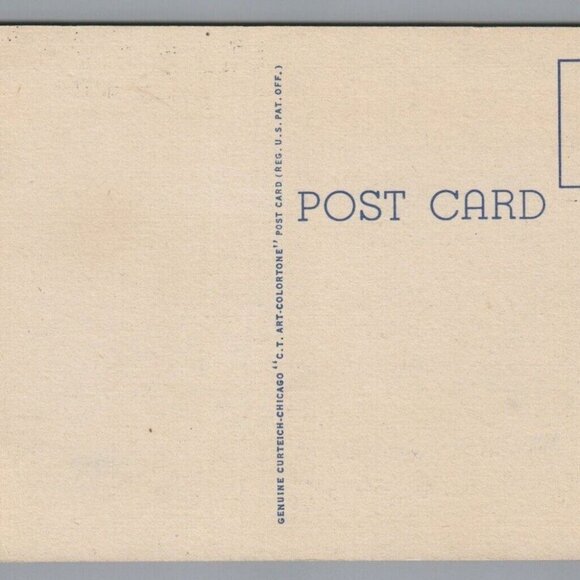 GENUINE CURTEICH-CHICAGO "C.T. ART-COLORTONE" POST CARD (REG. U.S. PAT. OFF.)
POST CARD